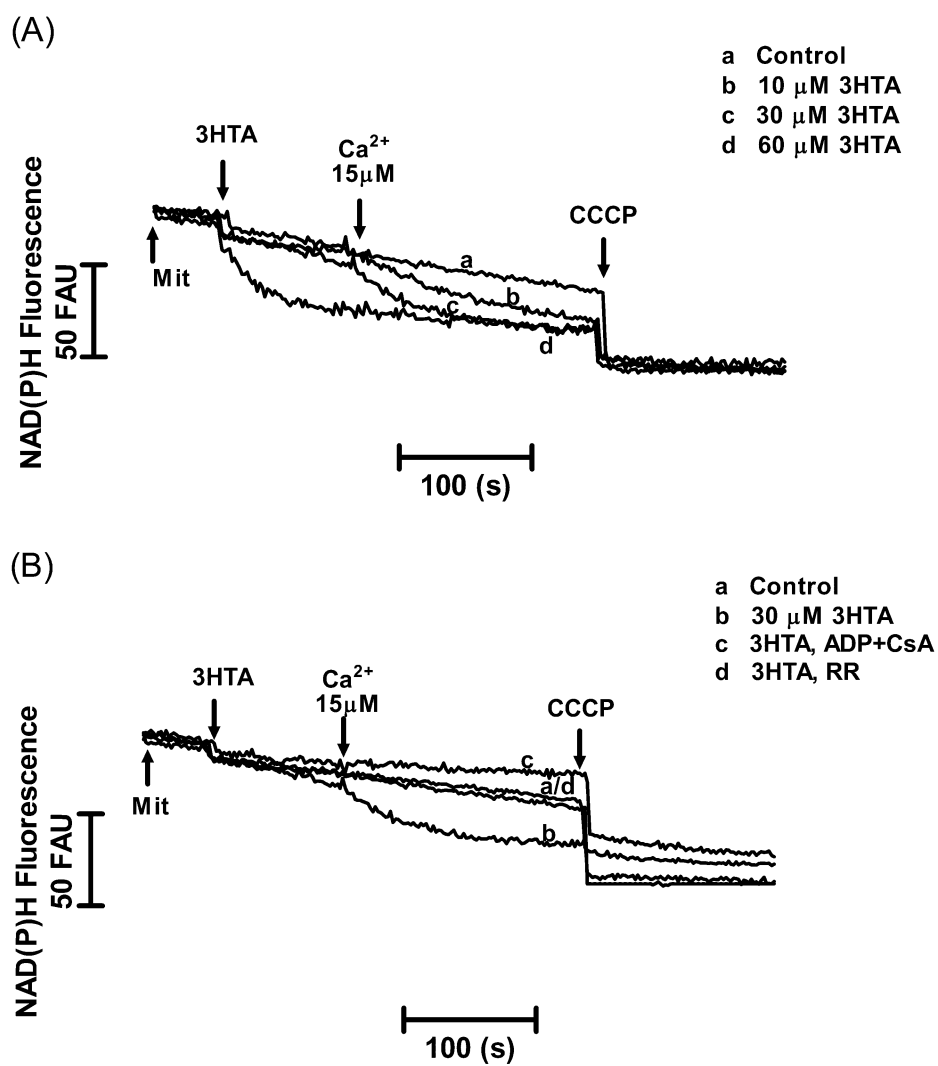 (A)
a Control
b 10 μM 3HTA
c 30 μM 3HTA
d 60 μM 3HTA
3HTA
Ca²⁺
15μM
CCCP
Mit
a
b
c
d
NAD(P)H Fluorescence
50 FAU
100 (s)
(B)
a Control
b 30 μM 3HTA
c 3HTA, ADP+CsA
d 3HTA, RR
3HTA
Ca²⁺
15μM
CCCP
Mit
c
a/d
b
NAD(P)H Fluorescence
50 FAU
100 (s)